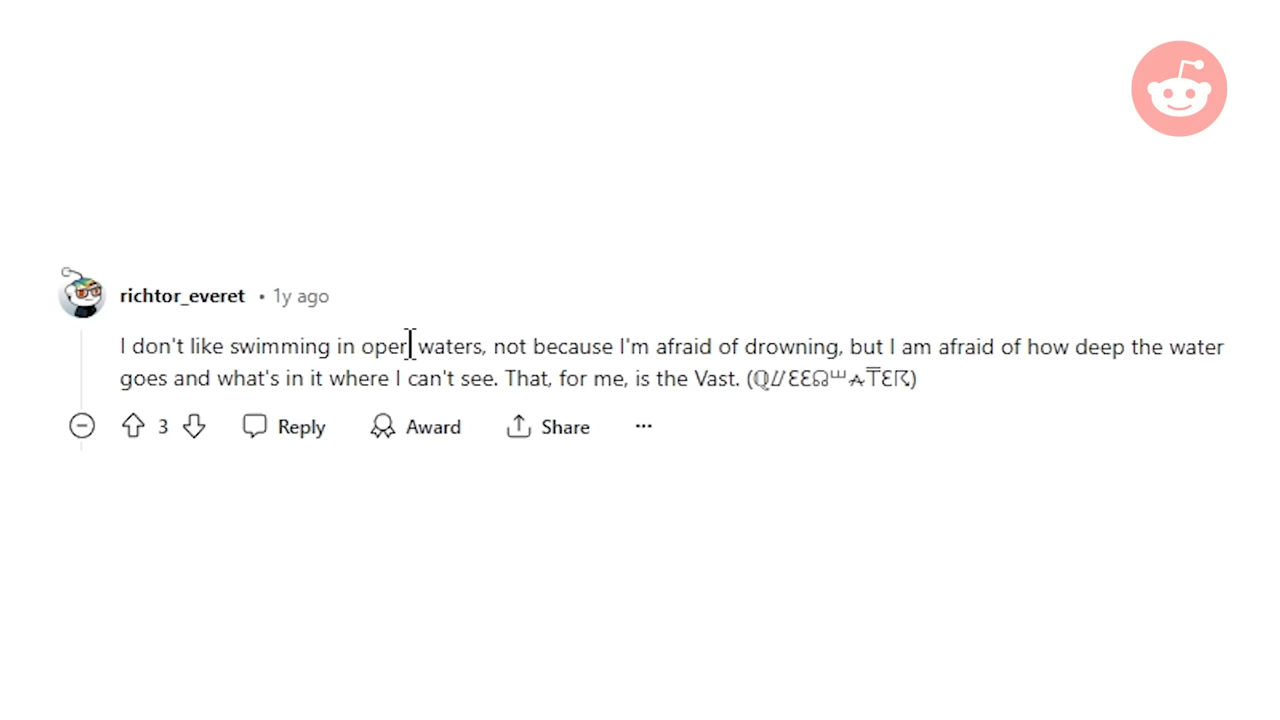 richtor_everet • 1y ago
I don't like swimming in open waters, not because I'm afraid of drowning, but I am afraid of how deep the water
goes and what's in it where I can't see. That, for me, is the Vast.
3 Reply Award Share ···